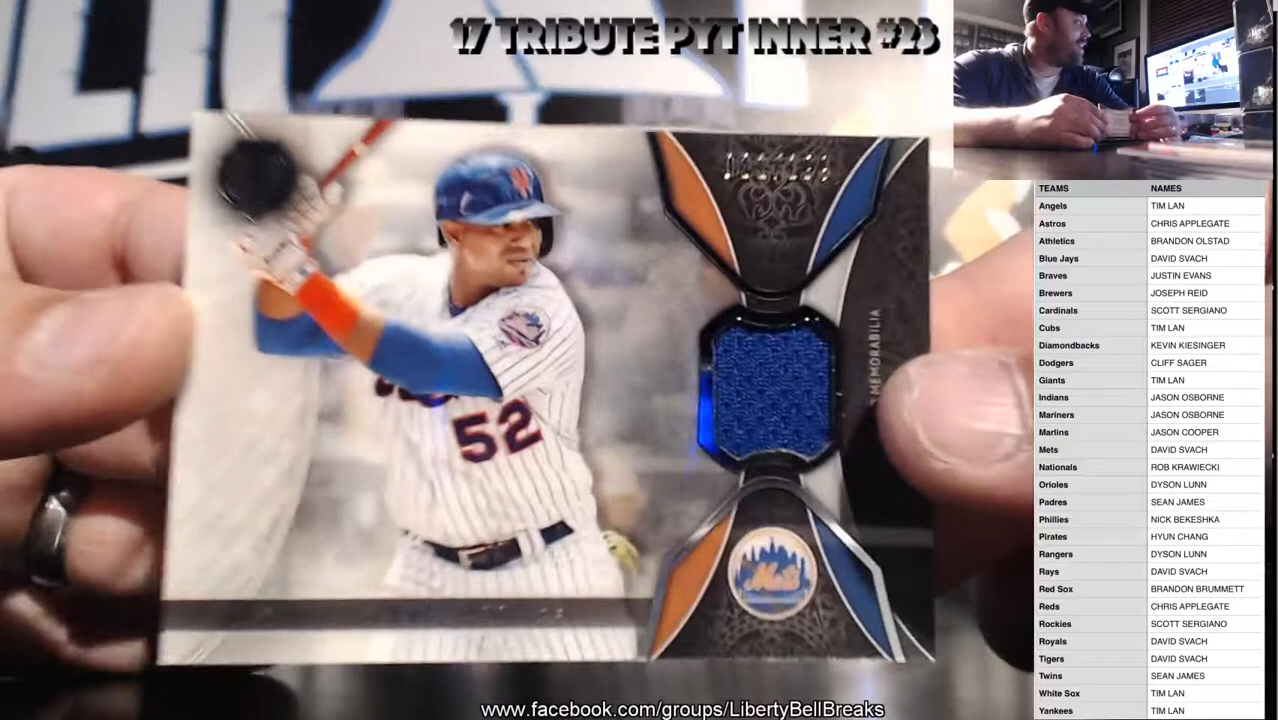 17 TRIBUTE PYT INNER #23
TEAMS NAMES
Angels TIM LAN
Astros CHRIS APPLEGATE
Athletics BRANDON OLSTAD
Blue Jays DAVID SVACH
Braves JUSTIN EVANS
Brewers JOSEPH REID
Cardinals SCOTT SERGIANO
Cubs TIM LAN
Diamondbacks KEVIN KIESINGER
Dodgers CLIFF SAGER
Giants TIM LAN
Indians JASON OSBORNE
Mariners JASON OSBORNE
Marlins JASON COOPER
Mets DAVID SVACH
Nationals ROB KRAWIECKI
Orioles DYSON LUNN
Padres SEAN JAMES
Phillies NICK BEKESHKA
Pirates HYUN CHANG
Rangers DYSON LUNN
Rays DAVID SVACH
Red Sox BRANDON BRUMMETT
Reds CHRIS APPLEGATE
Rockies SCOTT SERGIANO
Royals DAVID SVACH
Tigers DAVID SVACH
Twins SEAN JAMES
White Sox TIM LAN
Yankees TIM LAN
52
MEMORABILIA
Mets
www.facebook.com/groups/LibertyBellBreaks